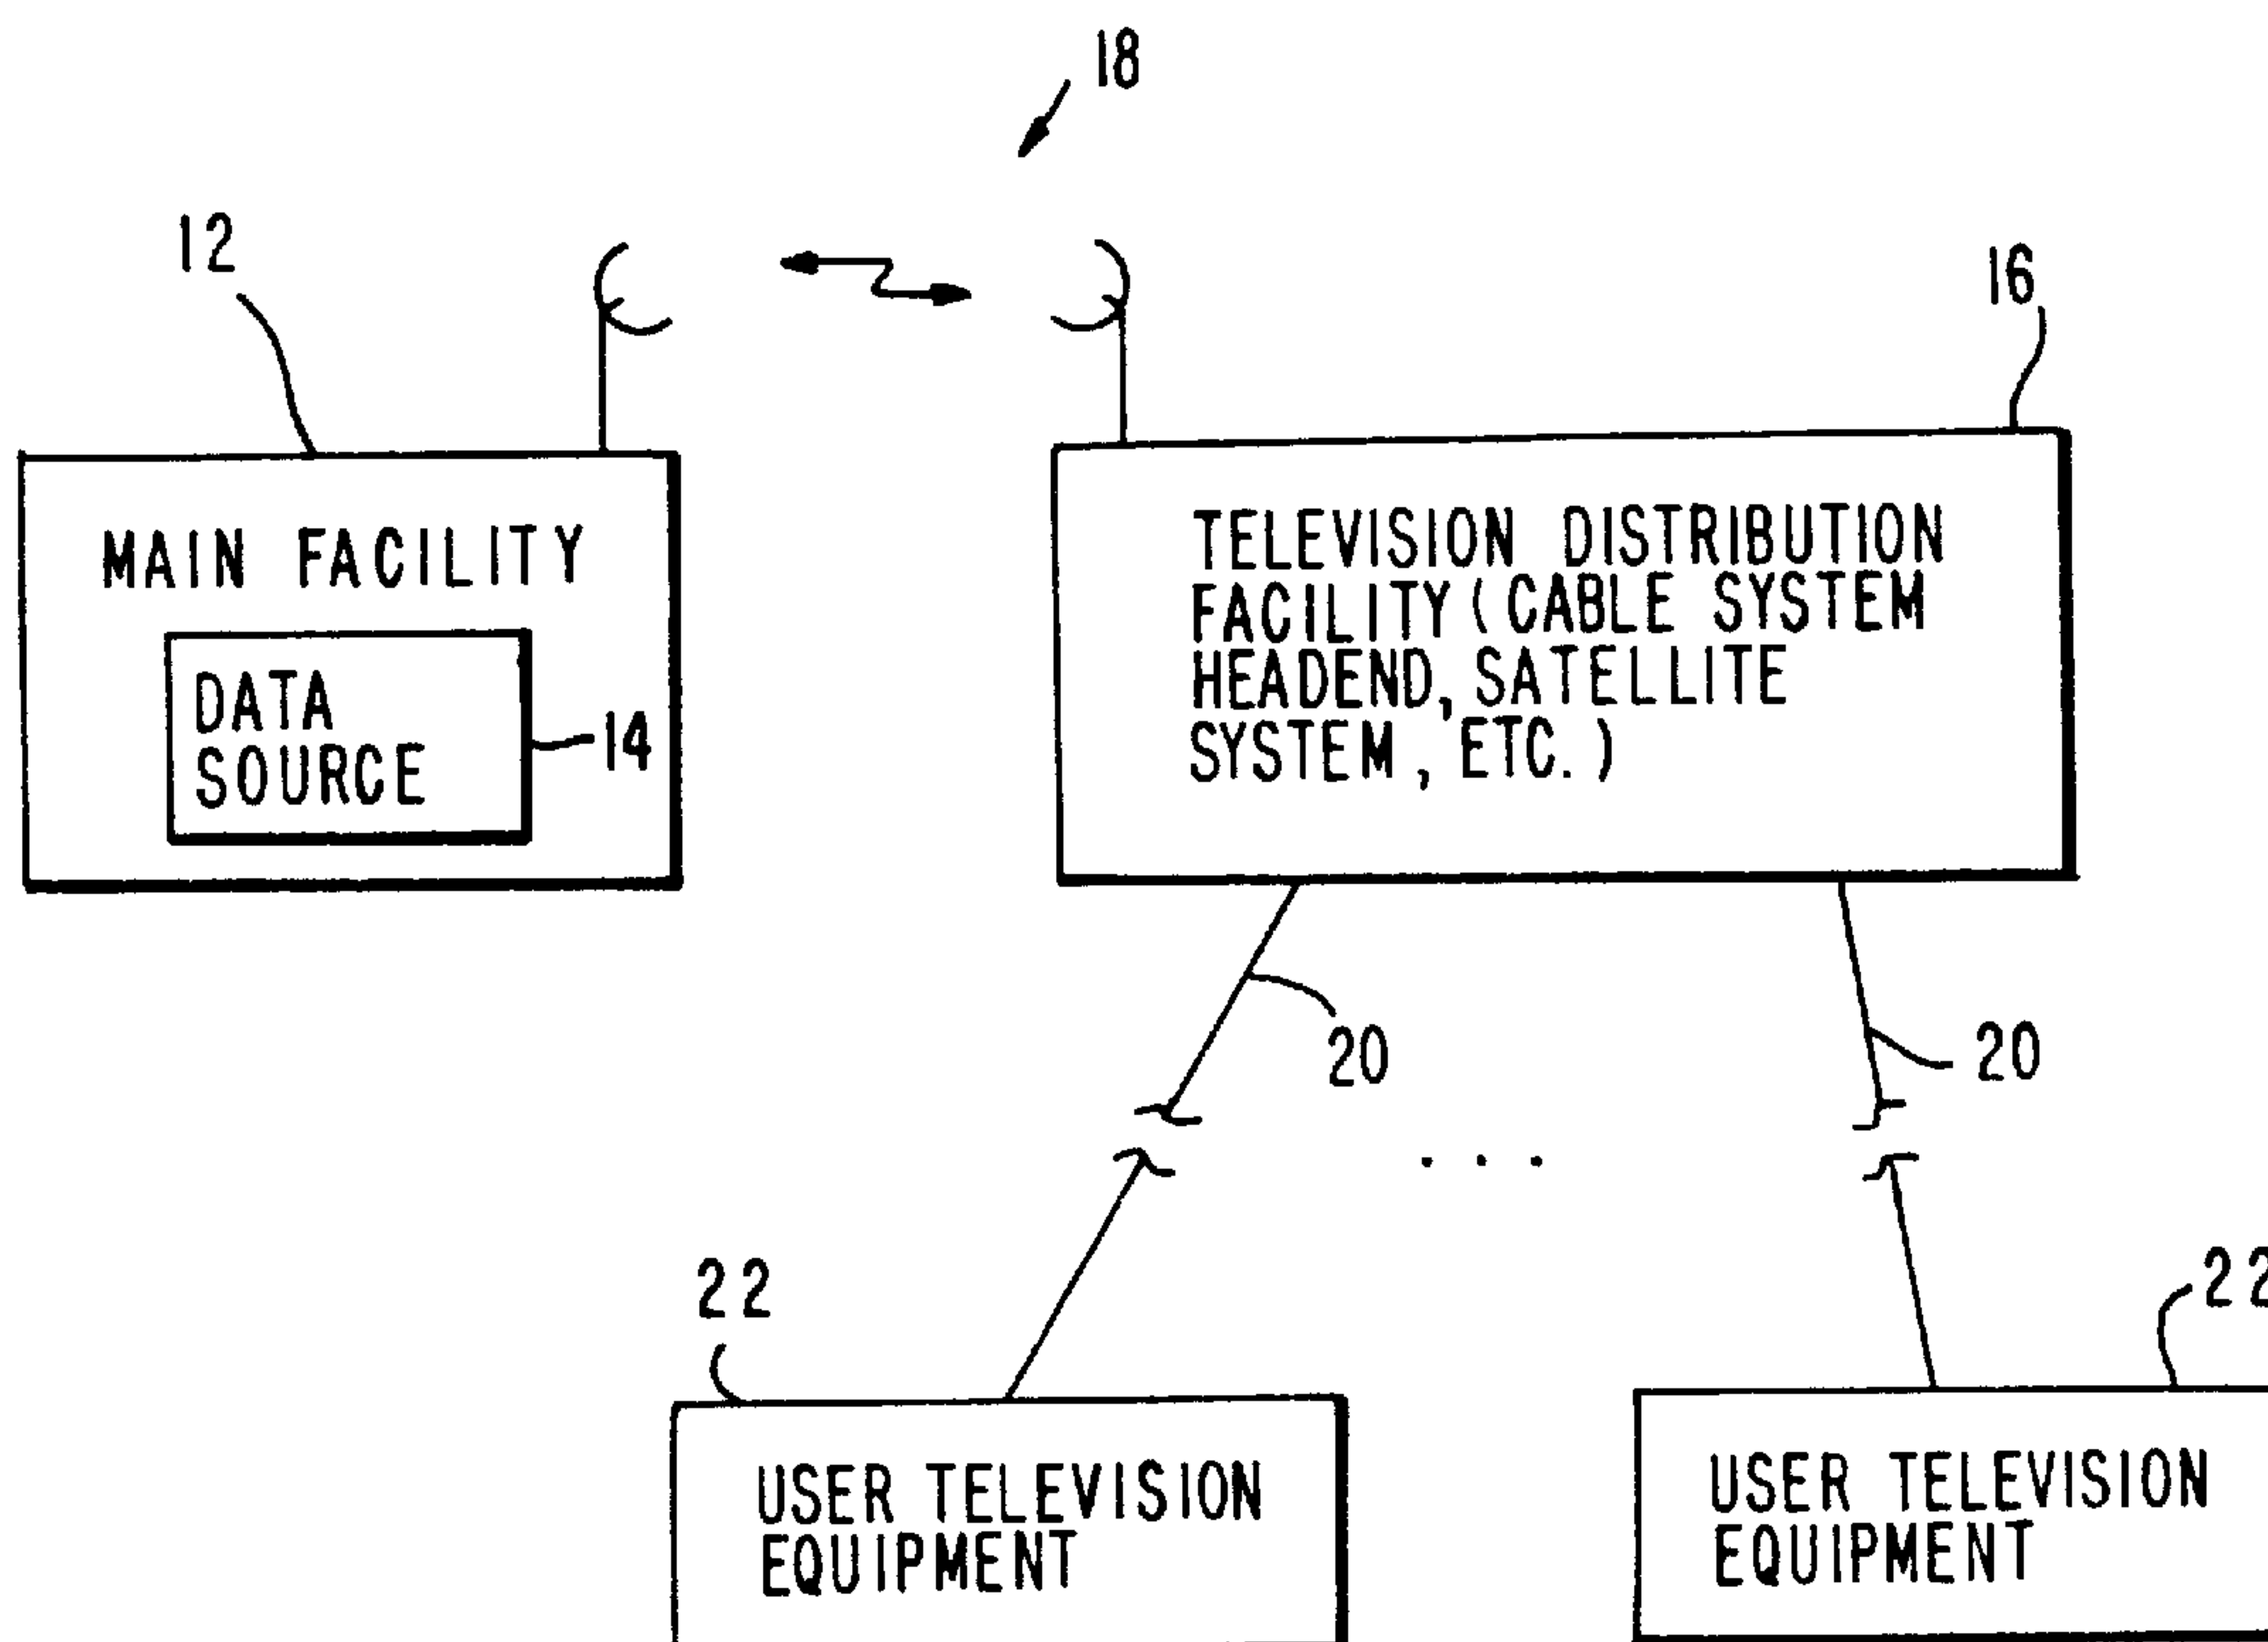 18
12
16
MAIN FACILITY
DATA
SOURCE
14
TELEVISION DISTRIBUTION
FACILITY (CABLE SYSTEM
HEADEND, SATELLITE
SYSTEM, ETC.)
20
20
22
22
USER TELEVISION
EQUIPMENT
USER TELEVISION
EQUIPMENT